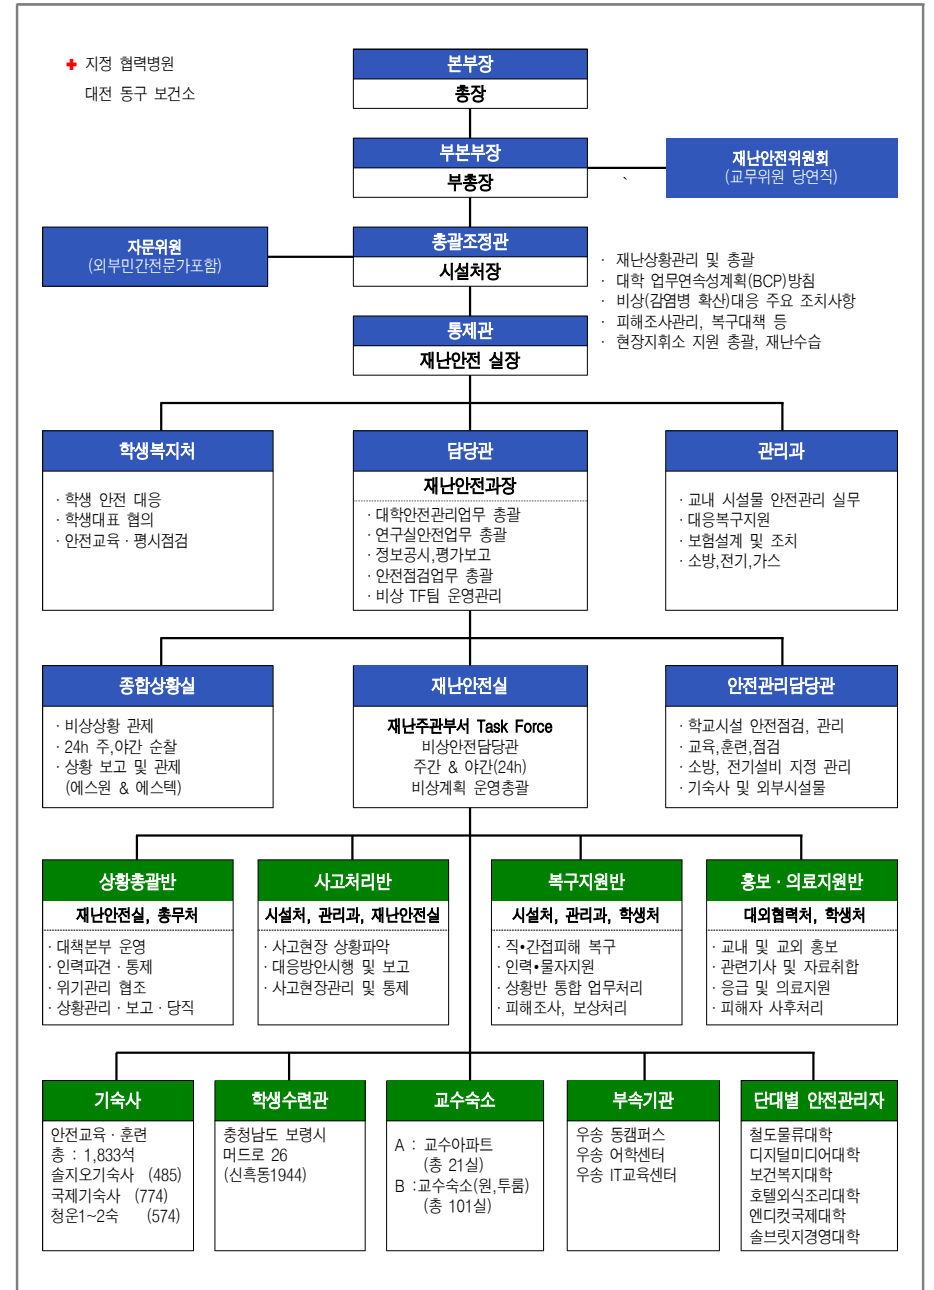 ✚ 지정 협력병원
대전 동구 보건소
본부장
총장
부본부장
부총장
재난안전위원회
(교무위원 당연직)
`
자문위원
(외부민간전문가포함)
총괄조정관
시설처장
· 재난상황관리 및 총괄
· 대학 업무연속성계획(BCP)방침
· 비상(감염병 확산)대응 주요 조치사항
· 피해조사관리, 복구대책 등
· 현장지휘소 지원 총괄, 재난수습
통제관
재난안전 실장
학생복지처
· 학생 안전 대응
· 학생대표 협의
· 안전교육 · 평시점검
담당관
재난안전과장
· 대학안전관리업무 총괄
· 연구실안전업무 총괄
· 정보공시,평가보고
· 안전점검업무 총괄
· 비상 TF팀 운영관리
관리과
· 교내 시설물 안전관리 실무
· 대응복구지원
· 보험설계 및 조치
· 소방,전기,가스
종합상황실
· 비상상황 관제
· 24h 주,야간 순찰
· 상황 보고 및 관제
(에스원 & 에스텍)
재난안전실
재난주관부서 Task Force
비상안전담당관
주간 & 야간(24h)
비상계획 운영총괄
안전관리담당관
· 학교시설 안전점검, 관리
· 교육,훈련,점검
· 소방, 전기설비 지정 관리
· 기숙사 및 외부시설물
상황총괄반
재난안전실, 총무처
· 대책본부 운영
· 인력파견 · 통제
· 위기관리 협조
· 상황관리 · 보고 · 당직
사고처리반
시설처, 관리과, 재난안전실
· 사고현장 상황파악
· 대응방안시행 및 보고
· 사고현장관리 및 통제
복구지원반
시설처, 관리과, 학생처
· 직•간접피해 복구
· 인력•물자지원
· 상황반 통합 업무처리
· 피해조사, 보상처리
홍보 · 의료지원반
대외협력처, 학생처
· 교내 및 교외 홍보
· 관련기사 및 자료취합
· 응급 및 의료지원
· 피해자 사후처리
기숙사
안전교육 · 훈련
총 : 1,833석
솔지오기숙사 (485)
국제기숙사 (774)
청운1~2숙 (574)
학생수련관
충청남도 보령시
머드로 26
(신흑동1944)
교수숙소
A : 교수아파트
(총 21실)
B :교수숙소(원,투룸)
(총 101실)
부속기관
우송 동캠퍼스
우송 어학센터
우송 IT교육센터
단대별 안전관리자
철도물류대학
디지털미디어대학
보건복지대학
호텔외식조리대학
엔디컷국제대학
솔브릿지경영대학